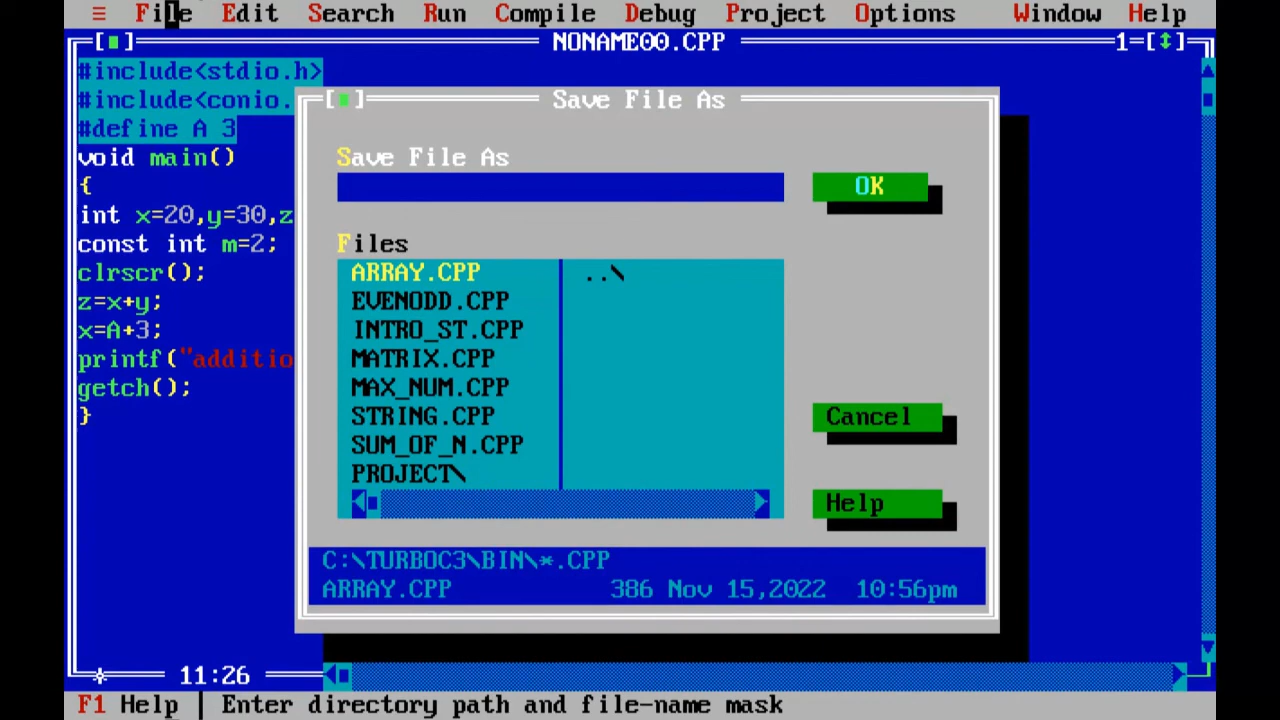 ≡ File Edit Search Run Compile Debug Project Options Window Help
[■] NONAME00.CPP 1=[↕]
#include<stdio.h>
#include<conio.
#define A 3
void main()
{
int x=20,y=30,z
const int m=2;
clrscr();
z=x+y;
x=A+3;
printf("additio
getch();
}
[■] Save File As
Save File As
OK
Files
ARRAY.CPP ..\
EVENODD.CPP
INTRO_ST.CPP
MATRIX.CPP
MAX_NUM.CPP
STRING.CPP
SUM_OF_N.CPP
PROJECT\
Cancel
Help
C:\TURBOC3\BIN\*.CPP
ARRAY.CPP 386 Nov 15,2022 10:56pm
11:26
F1 Help │ Enter directory path and file-name mask